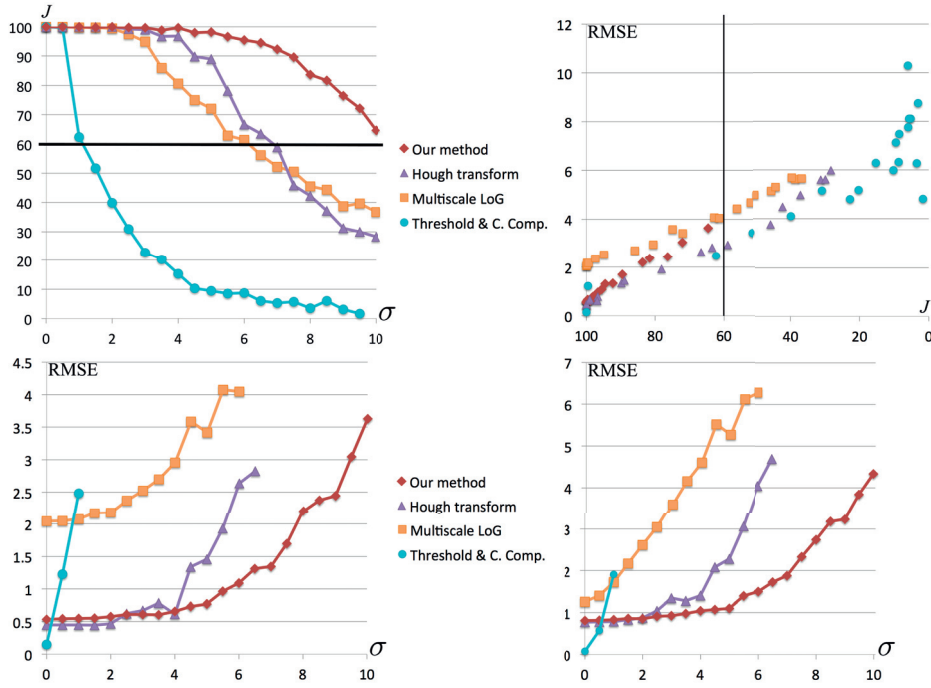 J
100
90
80
70
60
50
40
30
20
10
0
0 2 4 6 8 10
σ
Our method
Hough transform
Multiscale LoG
Threshold & C. Comp.
RMSE
12
10
8
6
4
2
0
100 80 60 40 20 0
J
RMSE
4.5
4
3.5
3
2.5
2
1.5
1
0.5
0
0 2 4 6 8 10
σ
Our method
Hough transform
Multiscale LoG
Threshold & C. Comp.
RMSE
7
6
5
4
3
2
1
0
0 2 4 6 8 10
σ